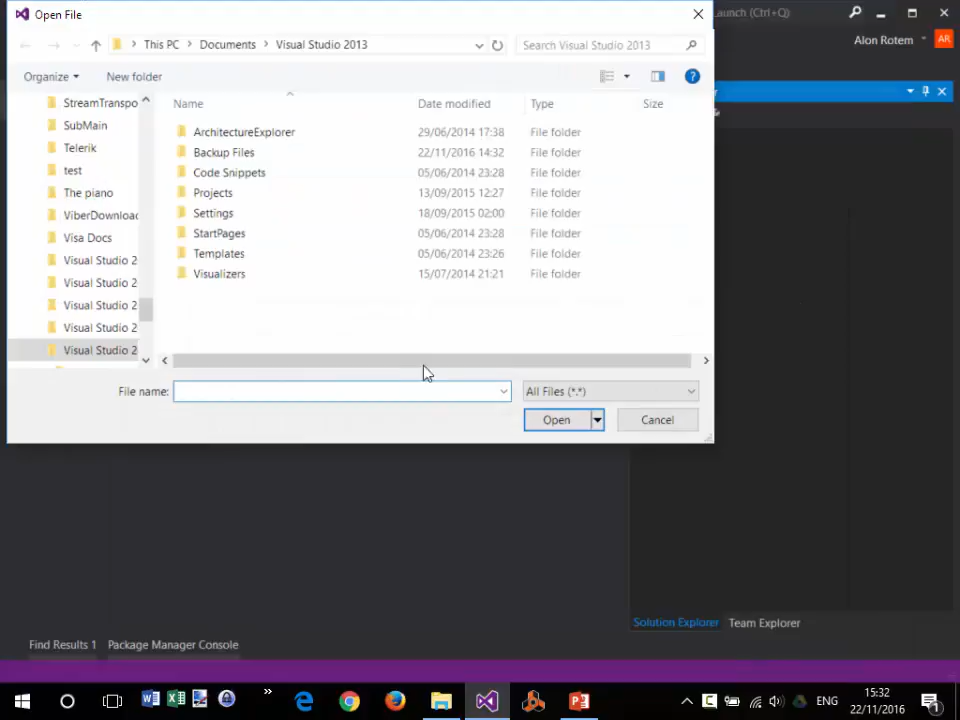 Open File
Launch (Ctrl+Q)
Alon Rotem
AR
This PC > Documents > Visual Studio 2013
Search Visual Studio 2013
Organize
New folder
Name
Date modified
Type
Size
StreamTranspo
SubMain
Telerik
test
The piano
ViberDownload
Visa Docs
Visual Studio 2
Visual Studio 2
Visual Studio 2
Visual Studio 2
Visual Studio 2
ArchitectureExplorer 29/06/2014 17:38 File folder
Backup Files 22/11/2016 14:32 File folder
Code Snippets 05/06/2014 23:28 File folder
Projects 13/09/2015 12:27 File folder
Settings 18/09/2015 02:00 File folder
StartPages 05/06/2014 23:28 File folder
Templates 05/06/2014 23:26 File folder
Visualizers 15/07/2014 21:21 File folder
File name:
All Files (*.*)
Open
Cancel
Solution Explorer
Team Explorer
Find Results 1
Package Manager Console
ENG
15:32
22/11/2016
1